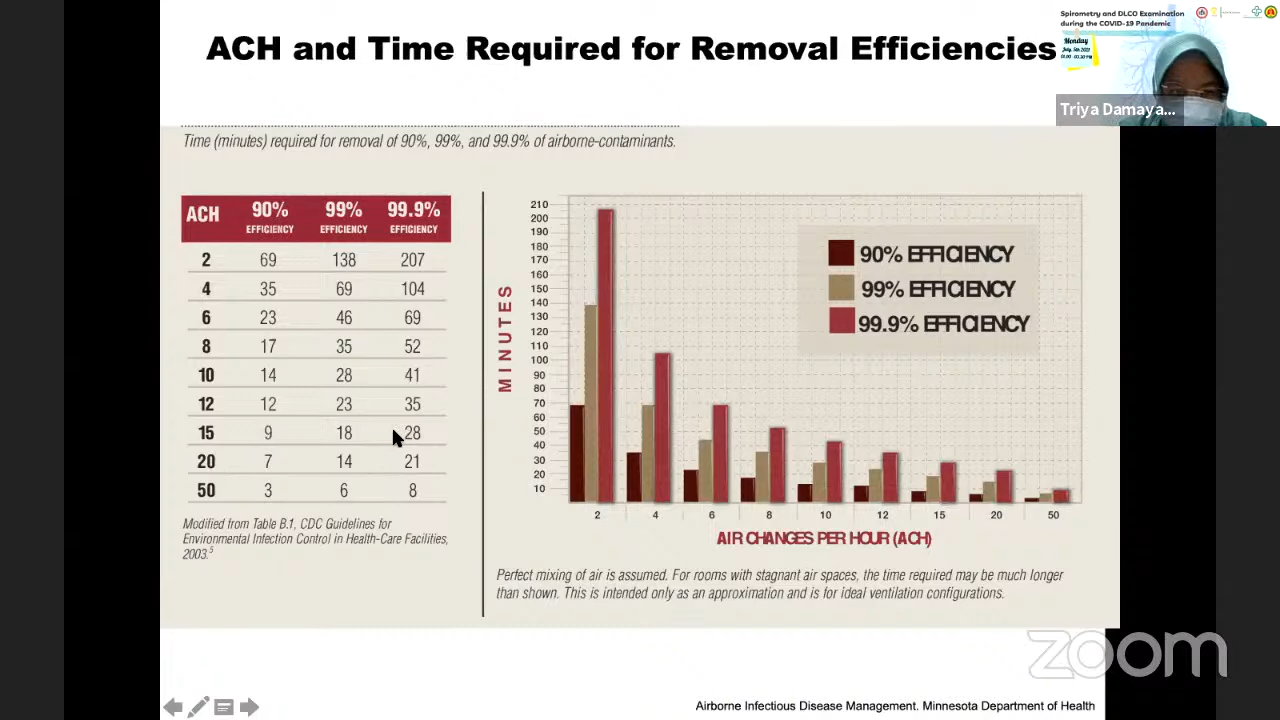 ACH and Time Required for Removal Efficiencies
Spirometry and DLCO Examination
during the COVID-19 Pandemic
Monday
July, 5th 2021
Triya Damaya...
Time (minutes) required for removal of 90%, 99%, and 99.9% of airborne-contaminants.
ACH 90% 99% 99.9%
EFFICIENCY EFFICIENCY EFFICIENCY
2 69 138 207
4 35 69 104
6 23 46 69
8 17 35 52
10 14 28 41
12 12 23 35
15 9 18 28
20 7 14 21
50 3 6 8
Modified from Table B.1, CDC Guidelines for
Environmental Infection Control in Health-Care Facilities,
2003.5
MINUTES
210
200
190
180
170
160
150
140
130
120
110
100
90
80
70
60
50
40
30
20
10
90% EFFICIENCY
99% EFFICIENCY
99.9% EFFICIENCY
2 4 6 8 10 12 15 20 50
AIR CHANGES PER HOUR (ACH)
Perfect mixing of air is assumed. For rooms with stagnant air spaces, the time required may be much longer
than shown. This is intended only as an approximation and is for ideal ventilation configurations.
zoom
Airborne Infectious Disease Management. Minnesota Department of Health